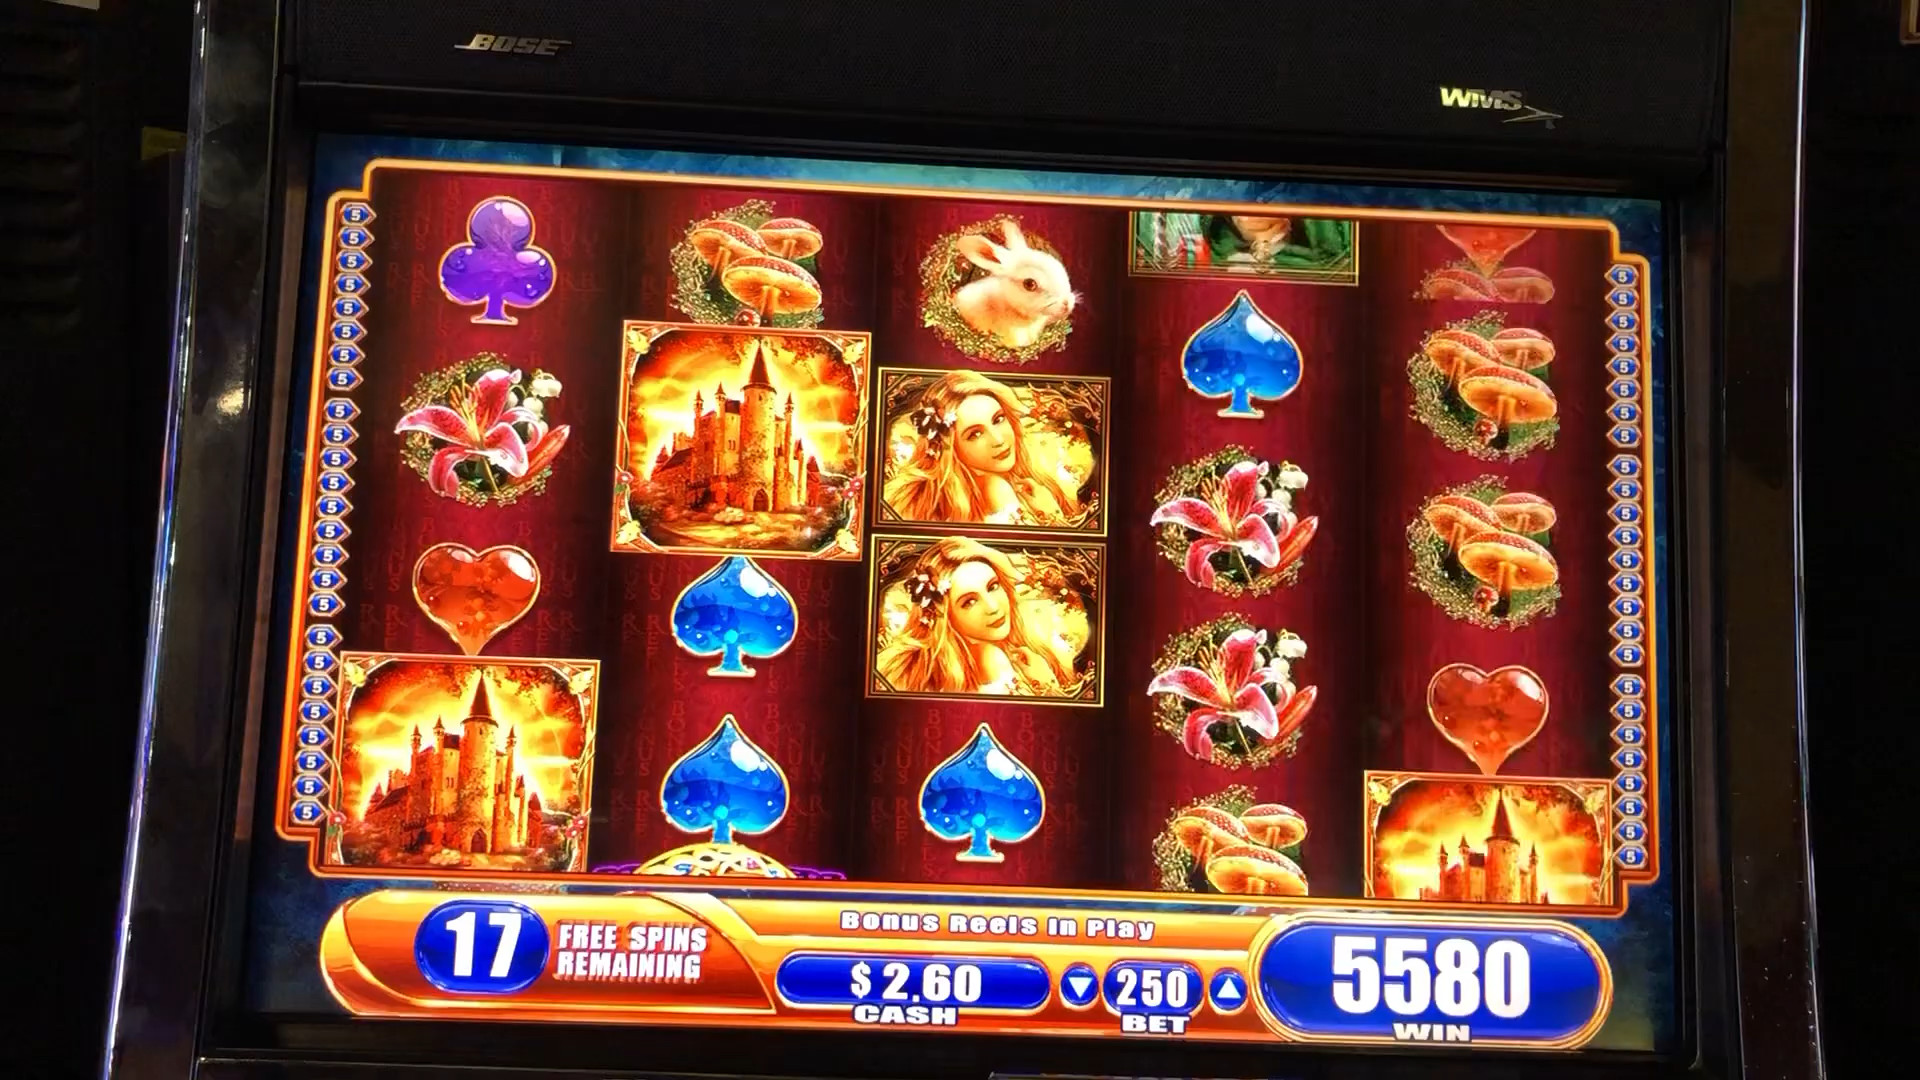 BOSE
WMS
17
FREE SPINS
REMAINING
Bonus Reels In Play
$2.60
CASH
250
BET
5580
WIN